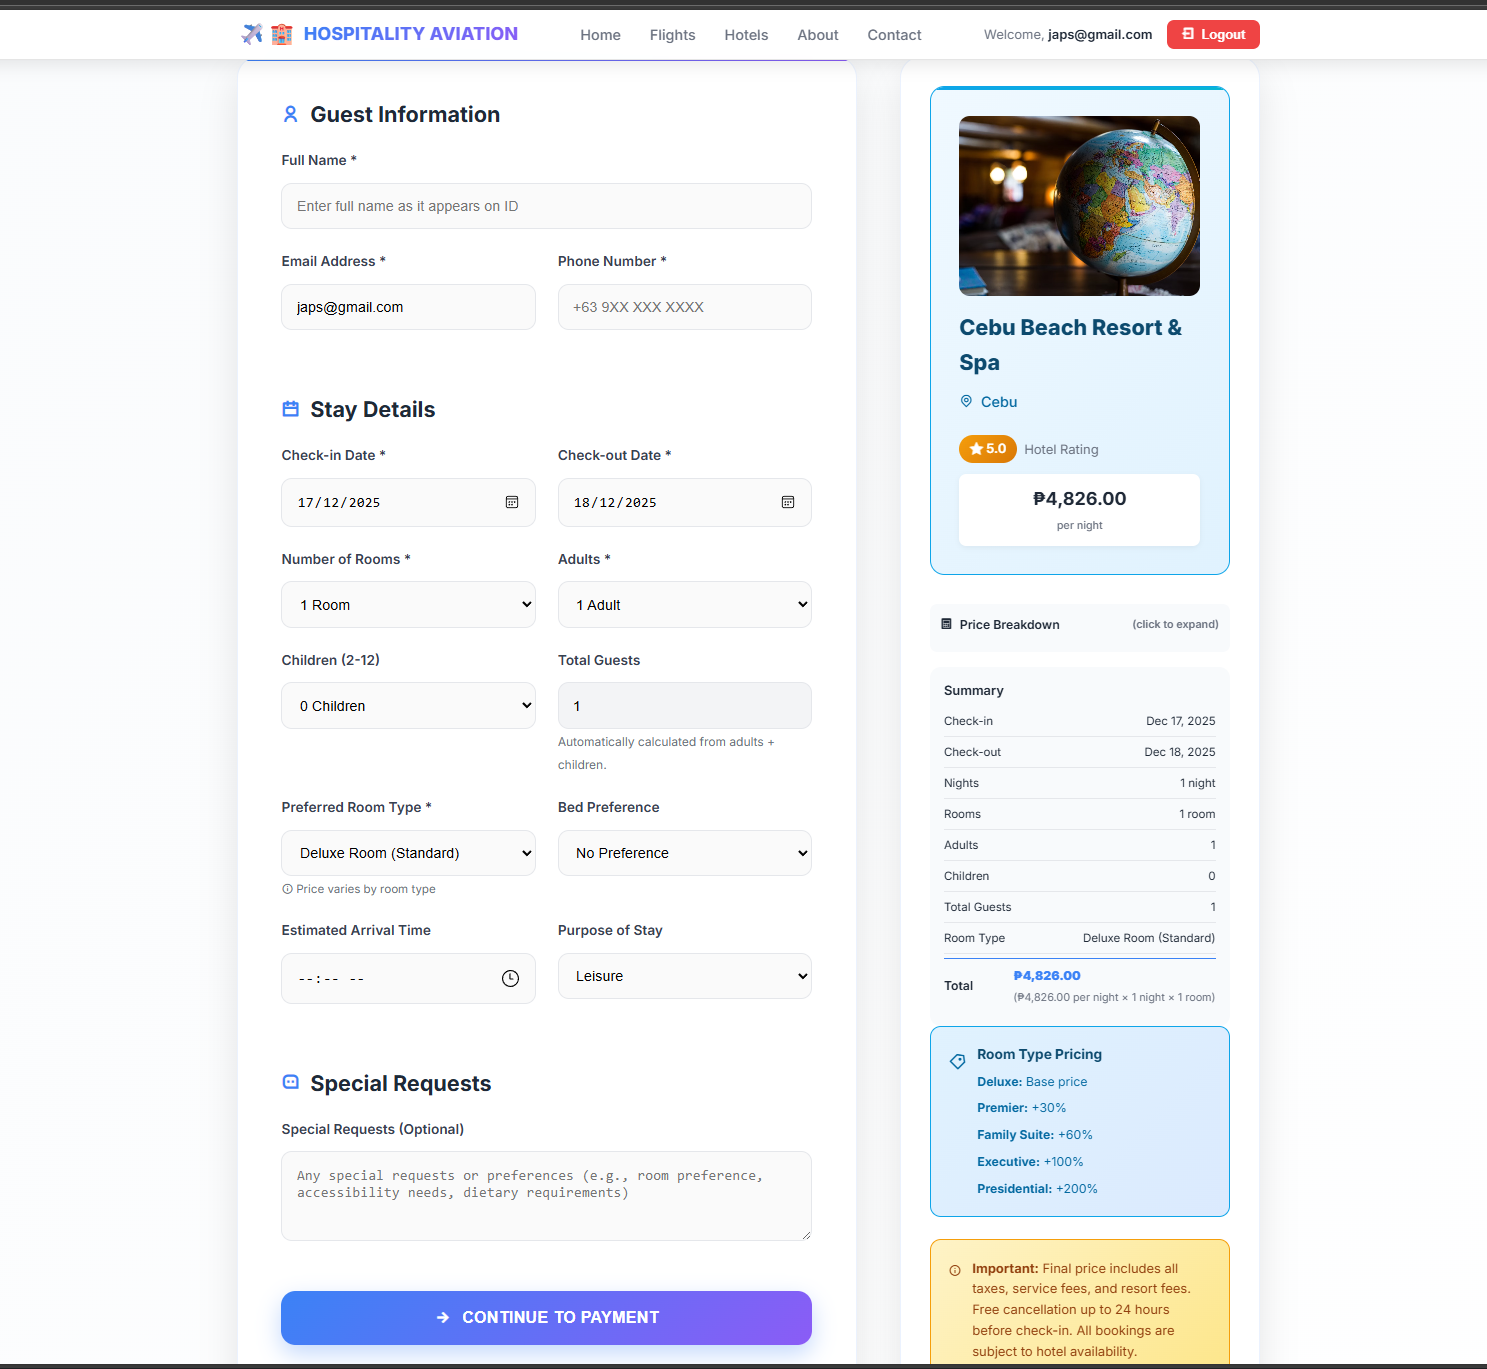 HOSPITALITY AVIATION
Home Flights Hotels About Contact
Welcome, japs@gmail.com
Logout
Guest Information
Full Name *
Enter full name as it appears on ID
Email Address * Phone Number *
japs@gmail.com +63 9XX XXX XXXX
Stay Details
Check-in Date * Check-out Date *
17/12/2025 18/12/2025
Number of Rooms * Adults *
1 Room 1 Adult
Children (2-12) Total Guests
0 Children 1
Automatically calculated from adults +
children.
Preferred Room Type * Bed Preference
Deluxe Room (Standard) No Preference
Price varies by room type
Estimated Arrival Time Purpose of Stay
--:-- -- Leisure
Special Requests
Special Requests (Optional)
Any special requests or preferences (e.g., room preference,
accessibility needs, dietary requirements)
CONTINUE TO PAYMENT
Cebu Beach Resort &
Spa
Cebu
5.0 Hotel Rating
₱4,826.00
per night
Price Breakdown (click to expand)
Summary
Check-in Dec 17, 2025
Check-out Dec 18, 2025
Nights 1 night
Rooms 1 room
Adults 1
Children 0
Total Guests 1
Room Type Deluxe Room (Standard)
Total ₱4,826.00
(₱4,826.00 per night × 1 night × 1 room)
Room Type Pricing
Deluxe: Base price
Premier: +30%
Family Suite: +60%
Executive: +100%
Presidential: +200%
Important: Final price includes all
taxes, service fees, and resort fees.
Free cancellation up to 24 hours
before check-in. All bookings are
subject to hotel availability.